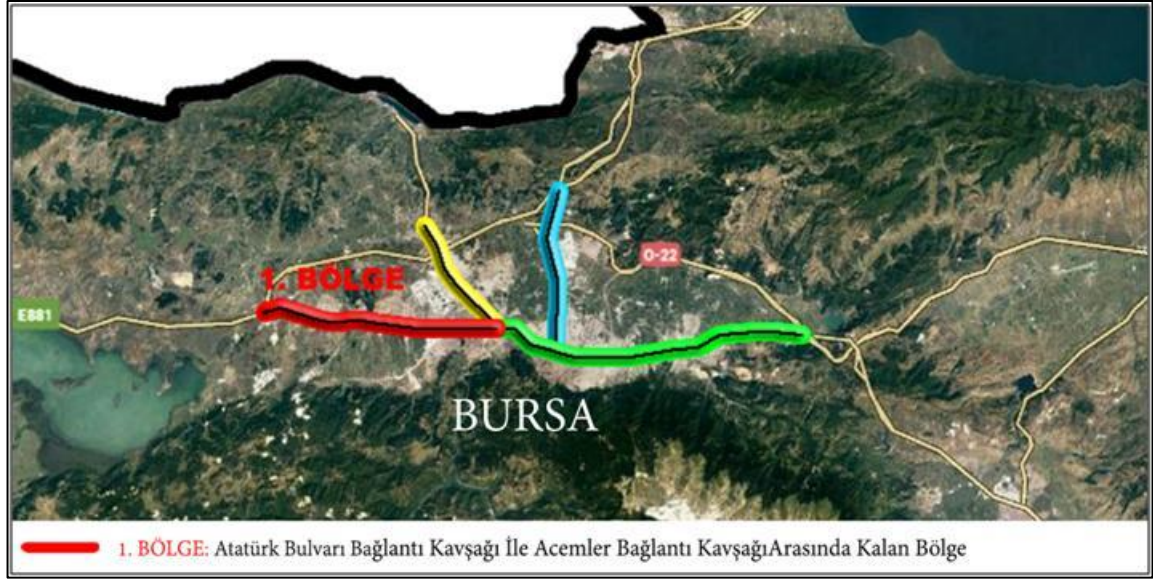 O-22
1. BÖLGE
E881
BURSA
1. BÖLGE: Atatürk Bulvarı Bağlantı Kavşağı İle Acemler Bağlantı KavşağıArasında Kalan Bölge